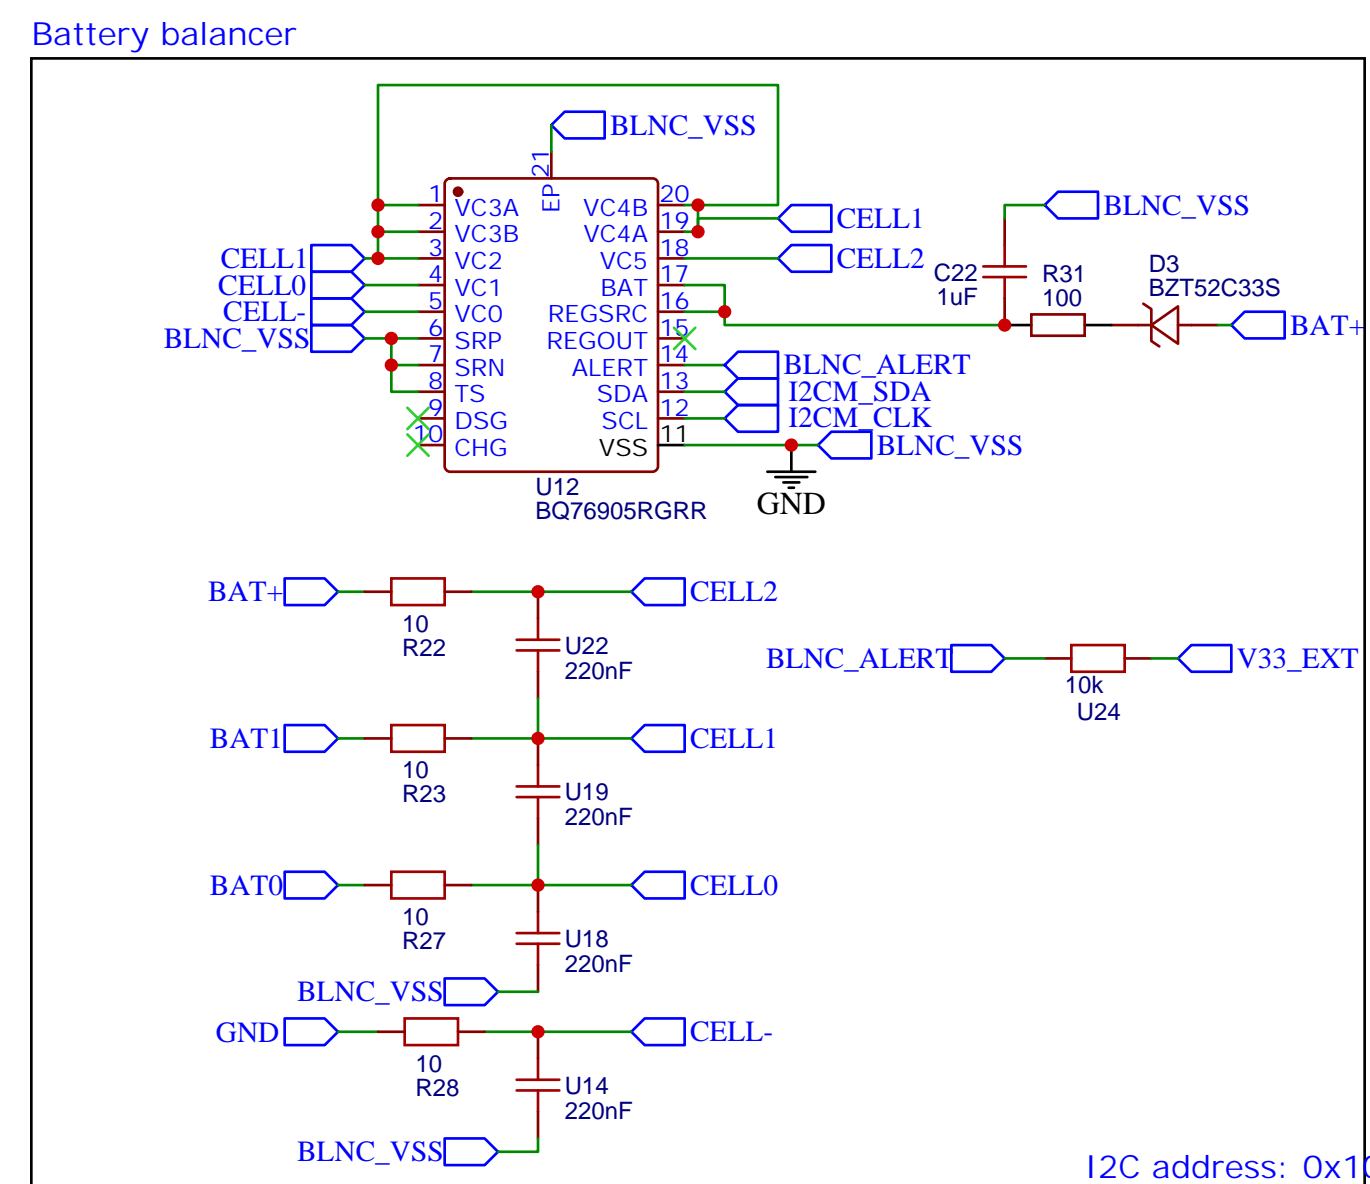 Battery balancer
BLNC_VSS
21
EP
1
VC3A
2
VC3B
3
VC2
4
VC1
5
VC0
6
SRP
7
SRN
8
TS
9
DSG
10
CHG
20
VC4B
19
VC4A
18
VC5
17
BAT
16
REGSRC
15
REGOUT
14
ALERT
13
SDA
12
SCL
11
VSS
CELL1
CELL0
CELL-
BLNC_VSS
CELL1
CELL2
BLNC_ALERT
I2CM_SDA
I2CM_CLK
BLNC_VSS
GND
U12
BQ76905RGRR
BLNC_VSS
C22
1uF
R31
100
D3
BZT52C33S
BAT+
BAT+
10
R22
CELL2
U22
220nF
BAT1
10
R23
CELL1
U19
220nF
BAT0
10
R27
CELL0
U18
220nF
BLNC_VSS
GND
10
R28
CELL-
U14
220nF
BLNC_VSS
BLNC_ALERT
10k
U24
V33_EXT
I2C address: